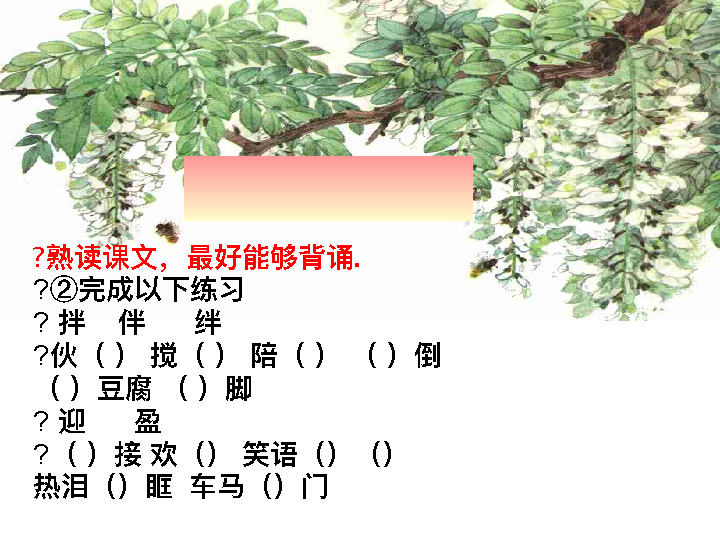 ?熟读课文，最好能够背诵.
?②完成以下练习
? 拌 伴 绊
?伙（ ） 搅（ ） 陪（ ） （ ）倒
（ ）豆腐 （ ）脚
? 迎 盈
?（ ）接 欢（） 笑语（） （）
热泪（）眶 车马（）门